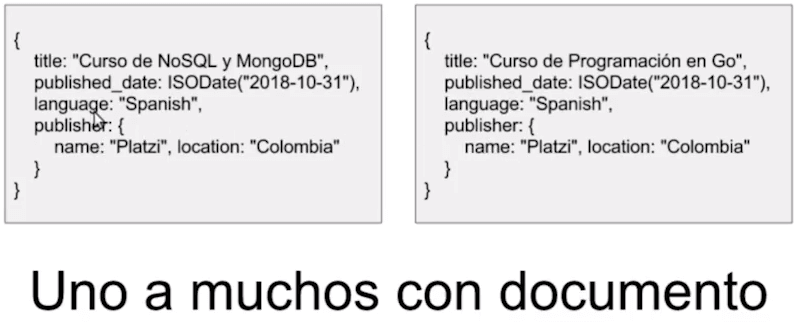 {
title: "Curso de NoSQL y MongoDB",
published_date: ISODate("2018-10-31"),
language: "Spanish",
publisher: {
name: "Platzi", location: "Colombia"
}
}
{
title: "Curso de Programación en Go",
published_date: ISODate("2018-10-31"),
language: "Spanish",
publisher: {
name: "Platzi", location: "Colombia"
}
}
Uno a muchos con documento